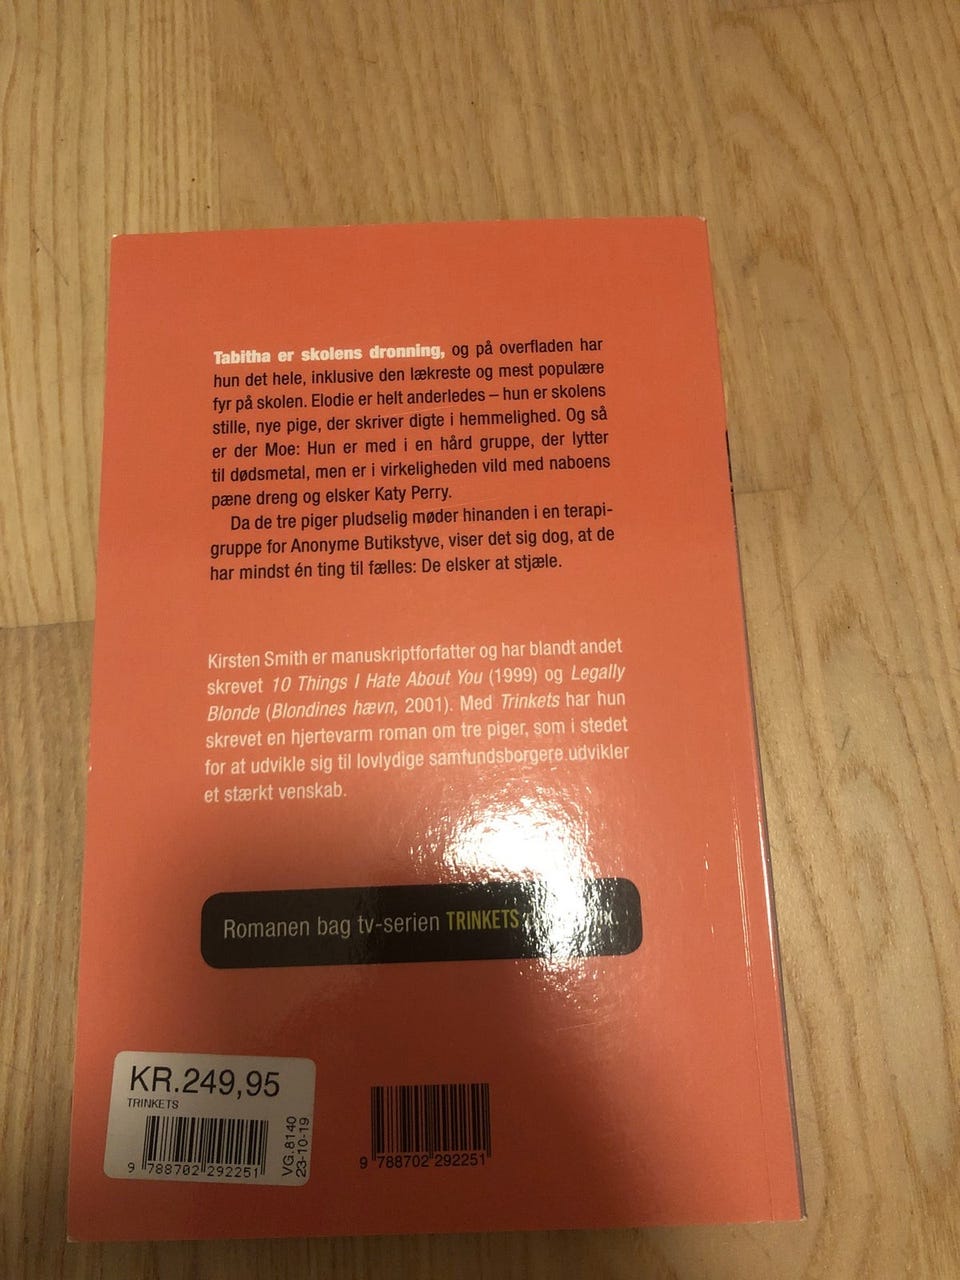 Tabitha er skolens dronning, og på overfladen har
hun det hele, inklusive den lækreste og mest populære
fyr på skolen. Elodie er helt anderledes – hun er skolens
stille, nye pige, der skriver digte i hemmelighed. Og så
er der Moe: Hun er med i en hård gruppe, der lytter
til dødsmetal, men er i virkeligheden vild med naboens
pæne dreng og elsker Katy Perry.
Da de tre piger pludselig møder hinanden i en terapi-
gruppe for Anonyme Butikstyve, viser det sig dog, at de
har mindst én ting til fælles: De elsker at stjæle.
Kirsten Smith er manuskriptforfatter og har blandt andet
skrevet 10 Things I Hate About You (1999) og Legally
Blonde (Blondines hævn, 2001). Med Trinkets har hun
skrevet en hjertevarm roman om tre piger, som i stedet
for at udvikle sig til lovlydige samfundsborgere udvikler
et stærkt venskab.
Romanen bag tv-serien TRINKETS
KR.249,95
TRINKETS
9 788702 292251
VG.8140
23-10-19
9 788702 292251